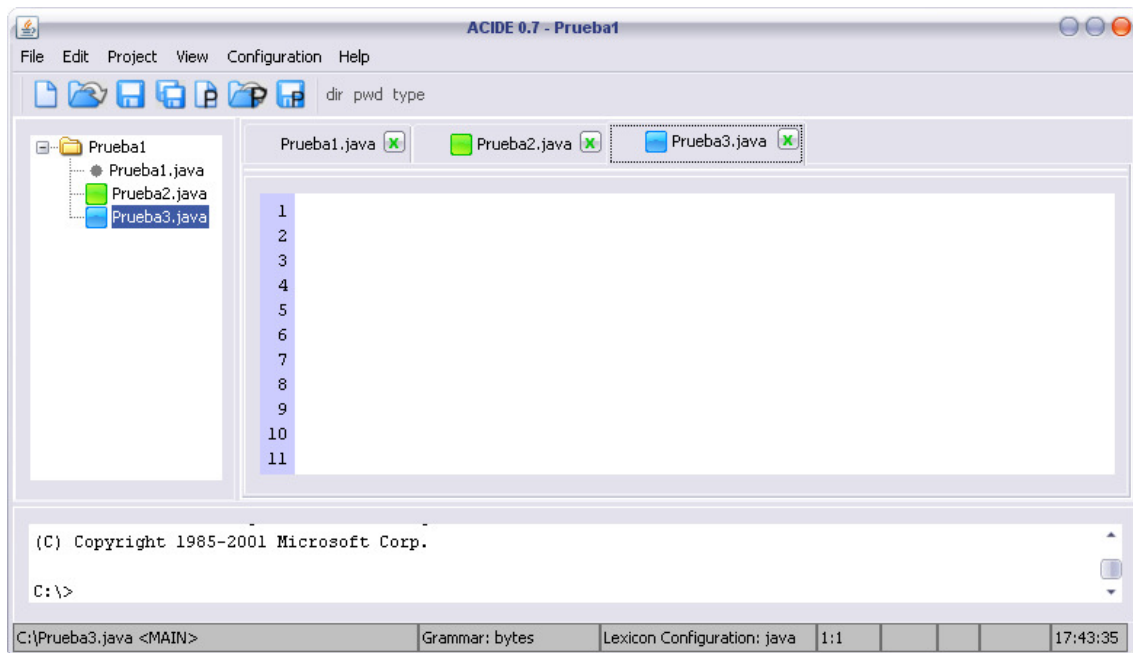 ACIDE 0.7 - Prueba1
File Edit Project View Configuration Help
P P P dir pwd type
Prueba1
Prueba1.java
Prueba2.java
Prueba3.java
Prueba1.java X Prueba2.java X Prueba3.java X
1
2
3
4
5
6
7
8
9
10
11
(C) Copyright 1985-2001 Microsoft Corp.
C:\>
C:\Prueba3.java <MAIN> Grammar: bytes Lexicon Configuration: java 1:1 17:43:35